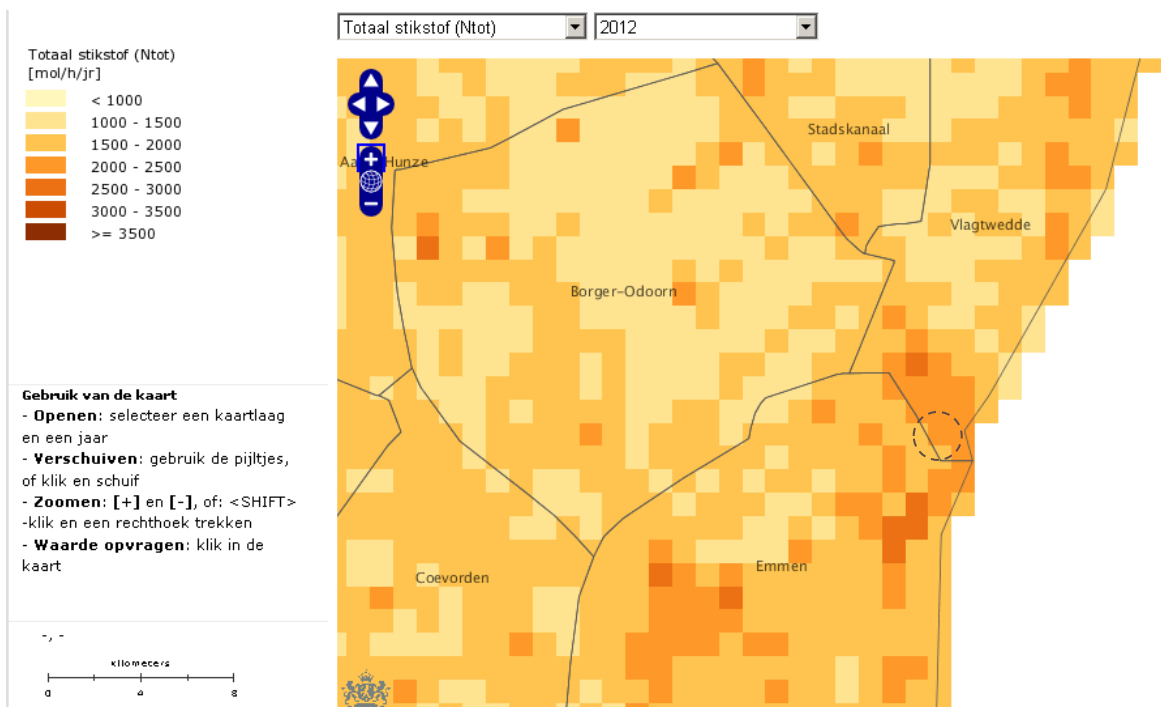 Totaal stikstof (Ntot)
2012
Totaal stikstof (Ntot)
[mol/h/jr]
< 1000
1000 - 1500
1500 - 2000
2000 - 2500
2500 - 3000
3000 - 3500
>= 3500
Stadskanaal
Hunze
Vlagtwedde
Borger-Odoorn
Emmen
Coevorden
Gebruik van de kaart
- Openen: selecteer een kaartlaag
en een jaar
- Verschuiven: gebruik de pijltjes,
of klik en schuif
- Zoomen: [+] en [-], of: <SHIFT>
-klik en een rechthoek trekken
- Waarde opvragen: klik in de
kaart
-, -
kilometers
0 4 8